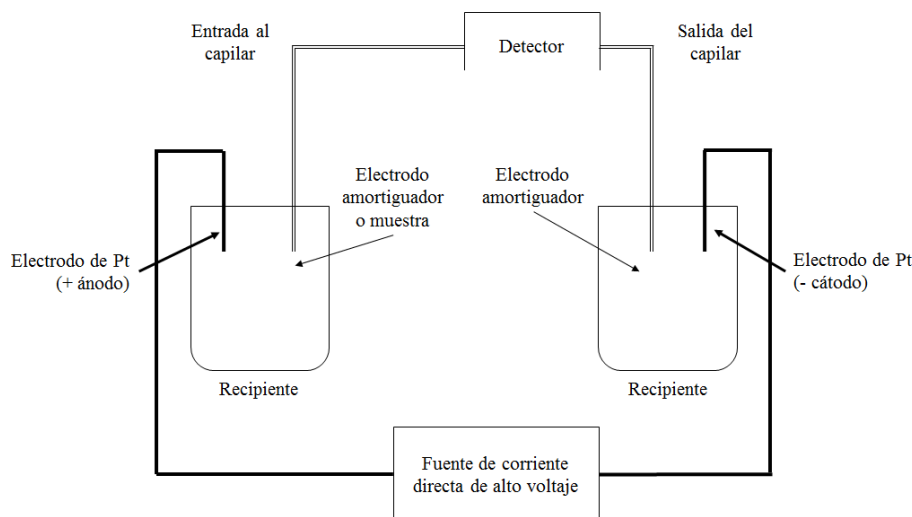 Entrada al
capilar
Detector
Salida del
capilar
Electrodo
amortiguador
o muestra
Electrodo
amortiguador
Electrodo de Pt
(+ ánodo)
Electrodo de Pt
(- cátodo)
Recipiente
Recipiente
Fuente de corriente
directa de alto voltaje